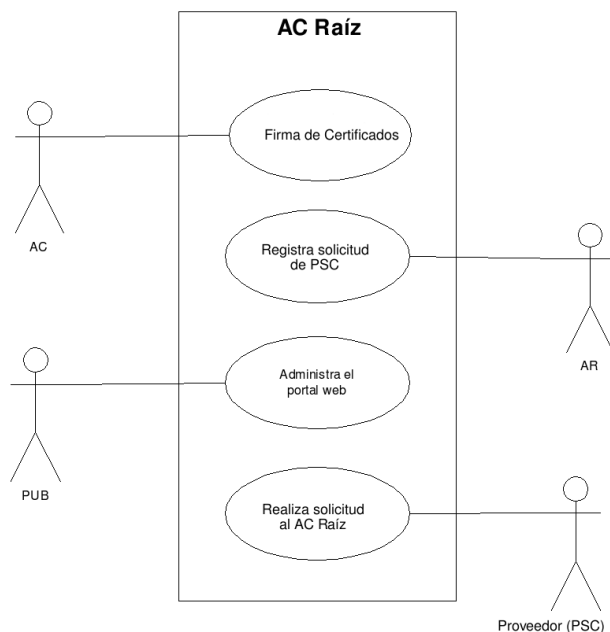 AC Raíz
Firma de Certificados
AC
Registra solicitud
de PSC
AR
Administra el
portal web
PUB
Realiza solicitud
al AC Raíz
Proveedor (PSC)